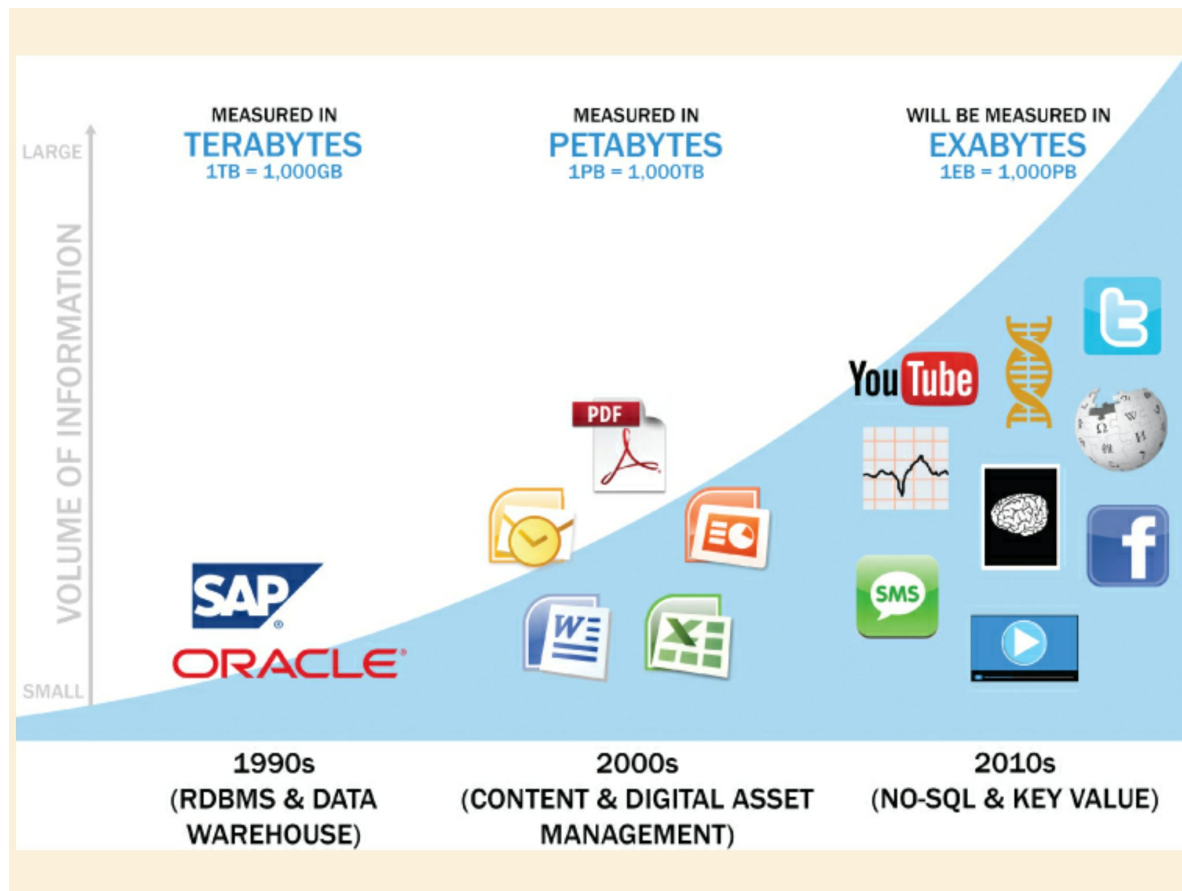 MEASURED IN
TERABYTES
1TB = 1,000GB
MEASURED IN
PETABYTES
1PB = 1,000TB
WILL BE MEASURED IN
EXABYTES
1EB = 1,000PB
LARGE
VOLUME OF INFORMATION
SMALL
SAP®
ORACLE®
PDF
W
X
YouTube
t
Ω
W
И
SMS
f
1990s
(RDBMS & DATA
WAREHOUSE)
2000s
(CONTENT & DIGITAL ASSET
MANAGEMENT)
2010s
(NO-SQL & KEY VALUE)